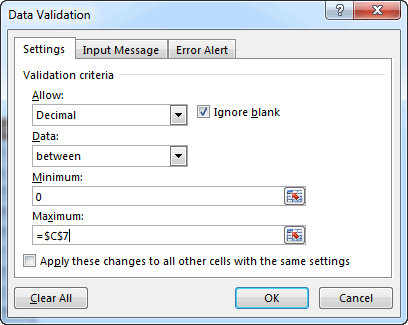 Data Validation
Settings Input Message Error Alert
Validation criteria
Allow:
Decimal Ignore blank
Data:
between
Minimum:
0
Maximum:
=$C$7
Apply these changes to all other cells with the same settings
Clear All OK Cancel